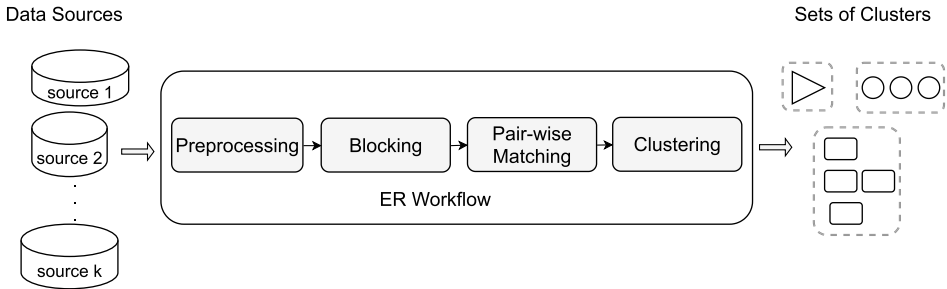 Data Sources
Sets of Clusters
source 1
source 2
.
.
.
source k
Preprocessing
Blocking
Pair-wise
Matching
Clustering
ER Workflow